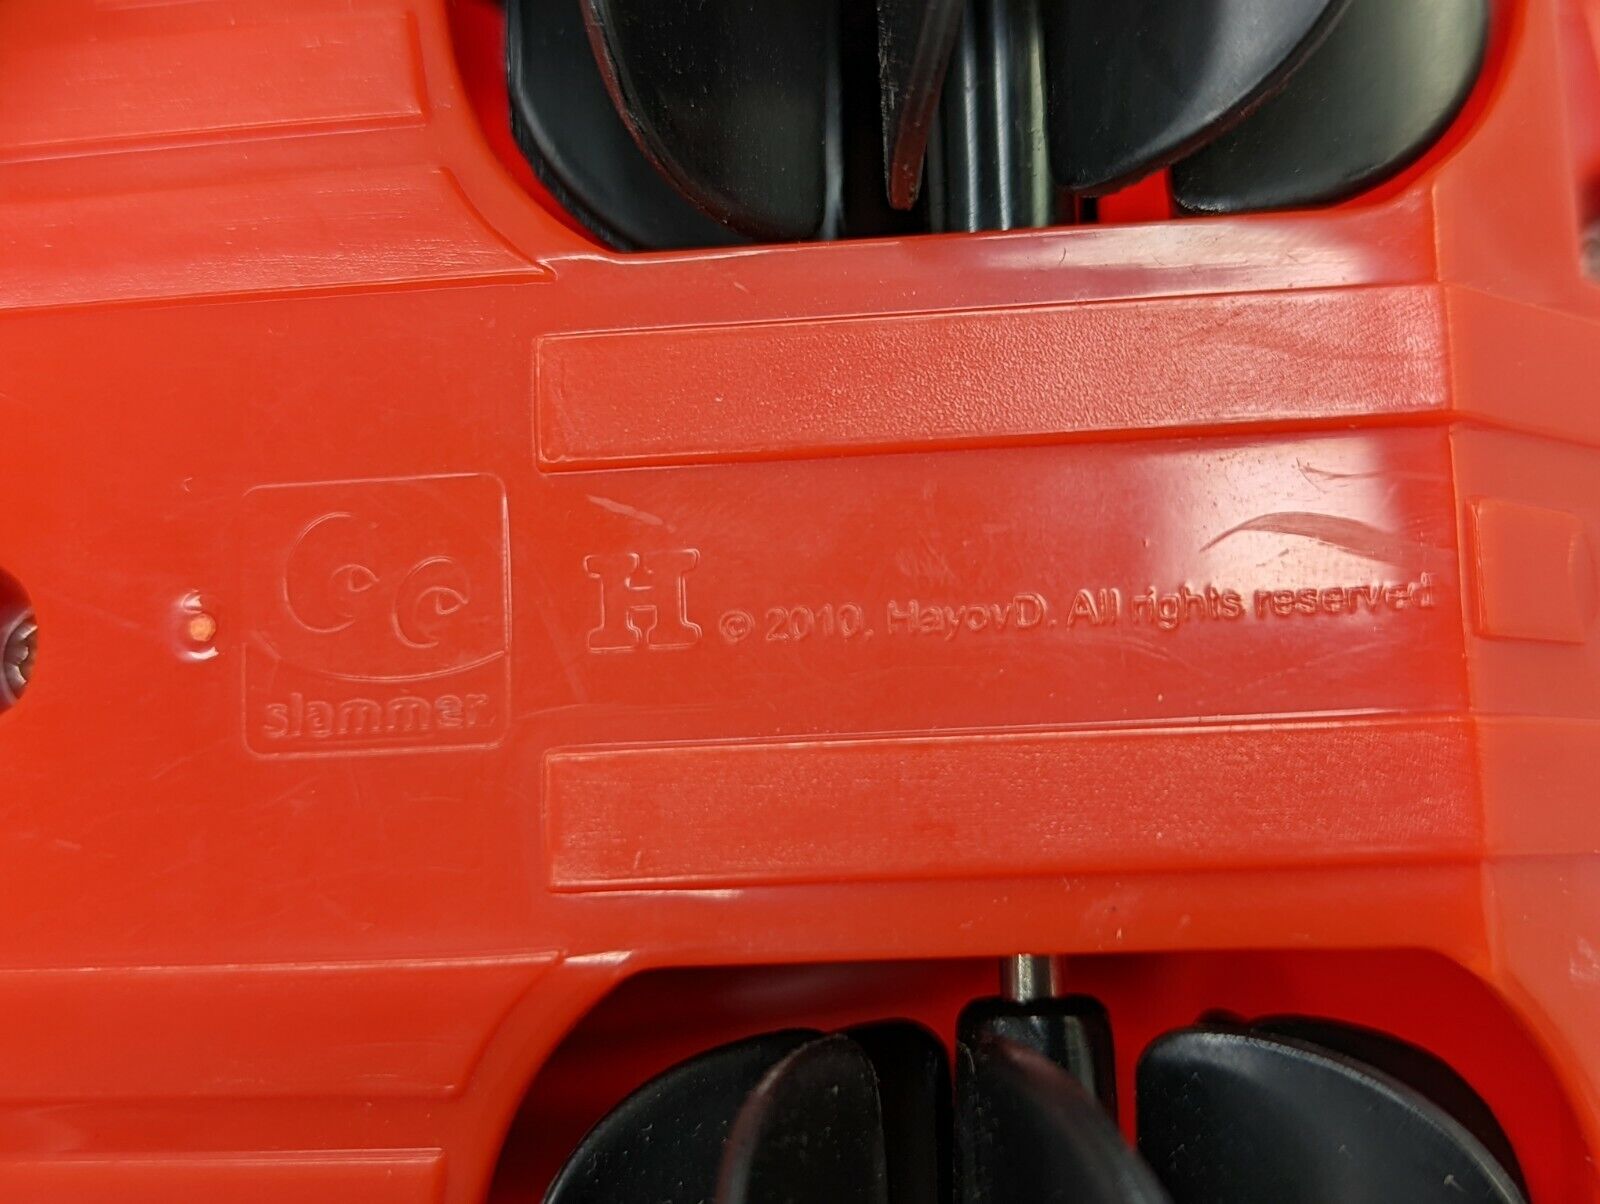 slammer
H © 2010, HayovD. All rights reserved